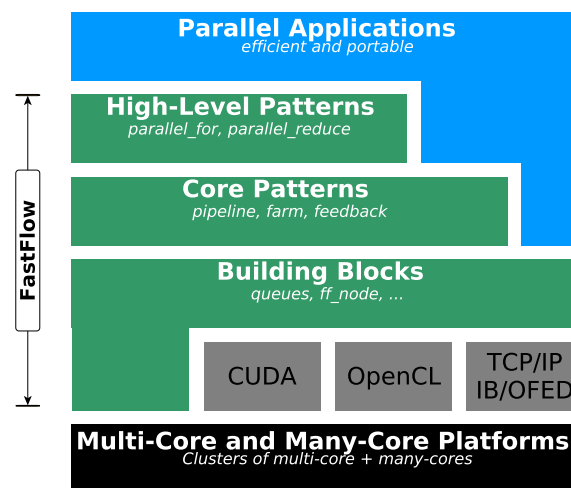 Parallel Applications
efficient and portable
High-Level Patterns
parallel_for, parallel_reduce
Core Patterns
pipeline, farm, feedback
FastFlow
Building Blocks
queues, ff_node, ...
CUDA
OpenCL
TCP/IP
IB/OFED
Multi-Core and Many-Core Platforms
Clusters of multi-core + many-cores